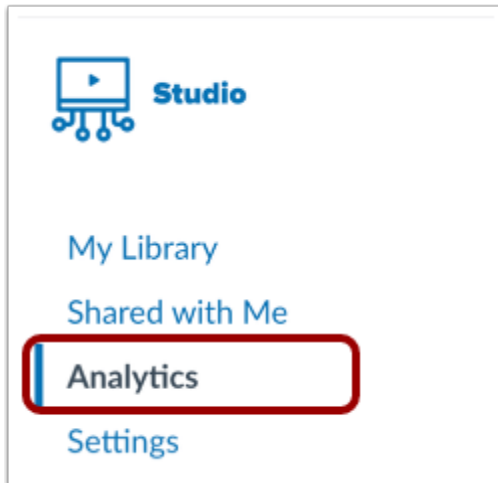 Studio
My Library
Shared with Me
Analytics
Settings